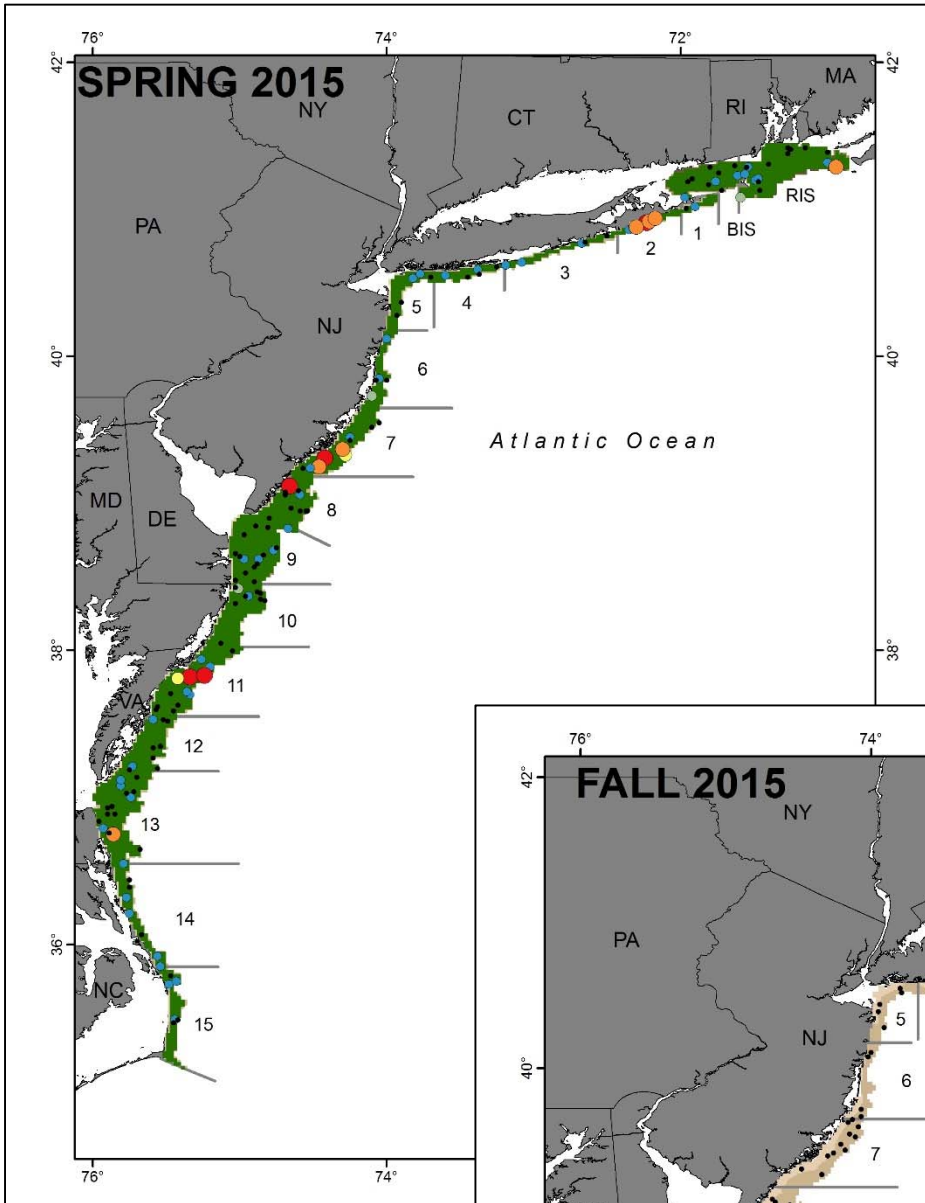 76° 74° 72°
42° 42°
SPRING 2015
NY
CT
RI
MA
PA
RIS
BIS
1
2
3
4
5
NJ
6
40° 40°
7
Atlantic Ocean
MD
DE
8
9
10
38° 38°
11
VA
12
13
14
36°
NC
15
76° 74°
76° 74°
42°
FALL 2015
NY
PA
5
NJ
40°
6
7